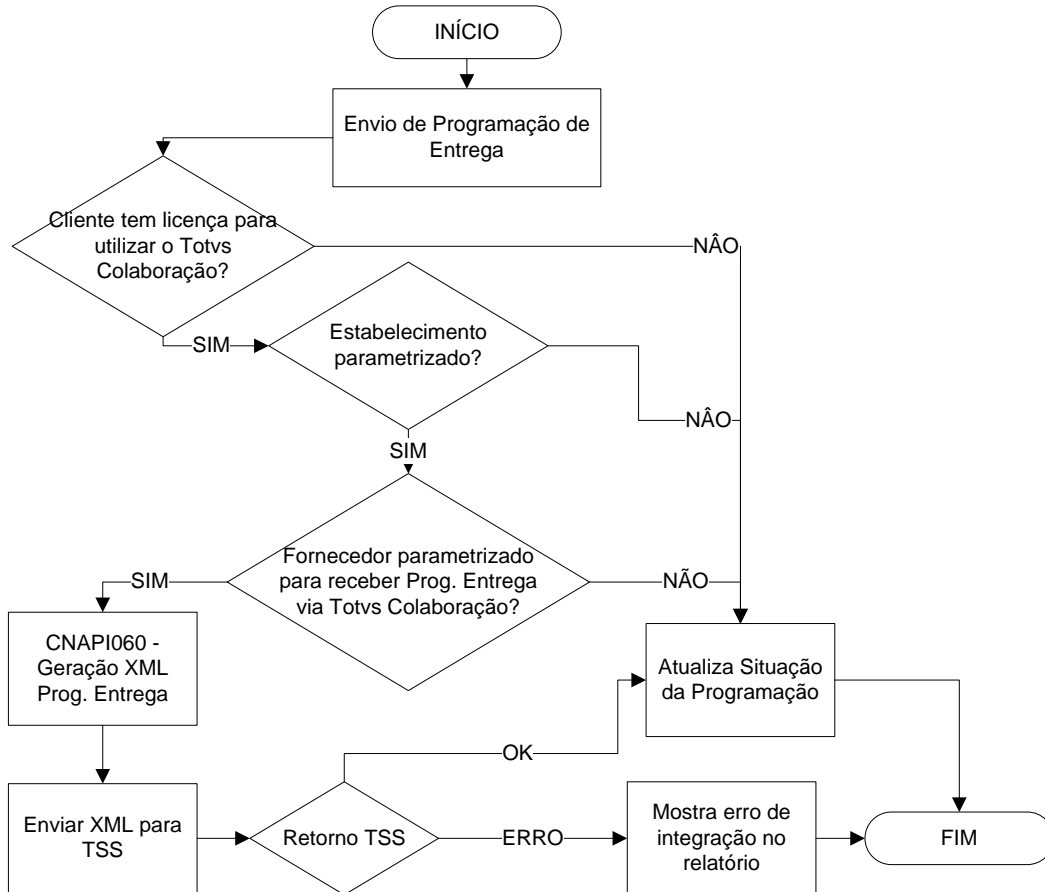 INÍCIO
Envio de Programação de
Entrega
Cliente tem licença para
utilizar o Totvs
Colaboração?
NÂO
SIM
Estabelecimento
parametrizado?
NÂO
SIM
Fornecedor parametrizado
para receber Prog. Entrega
via Totvs Colaboração?
SIM
NÃO
CNAPI060 -
Geração XML
Prog. Entrega
Atualiza Situação
da Programação
OK
Enviar XML para
TSS
Retorno TSS
ERRO
Mostra erro de
integração no
relatório
FIM